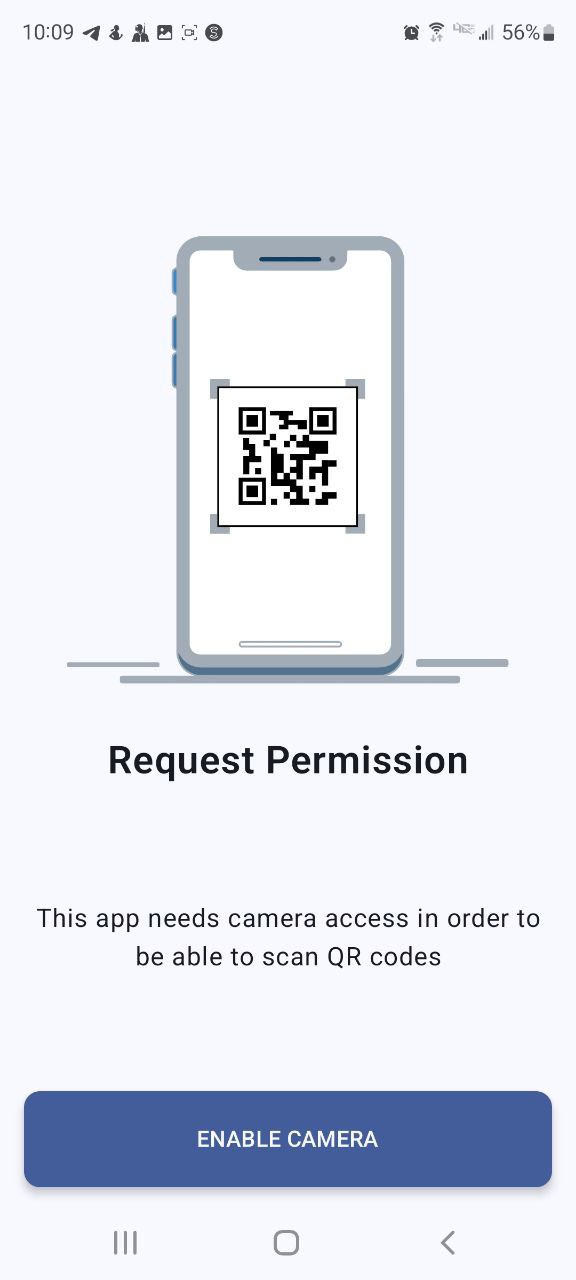 10:09 56%
Request Permission
This app needs camera access in order to
be able to scan QR codes
ENABLE CAMERA